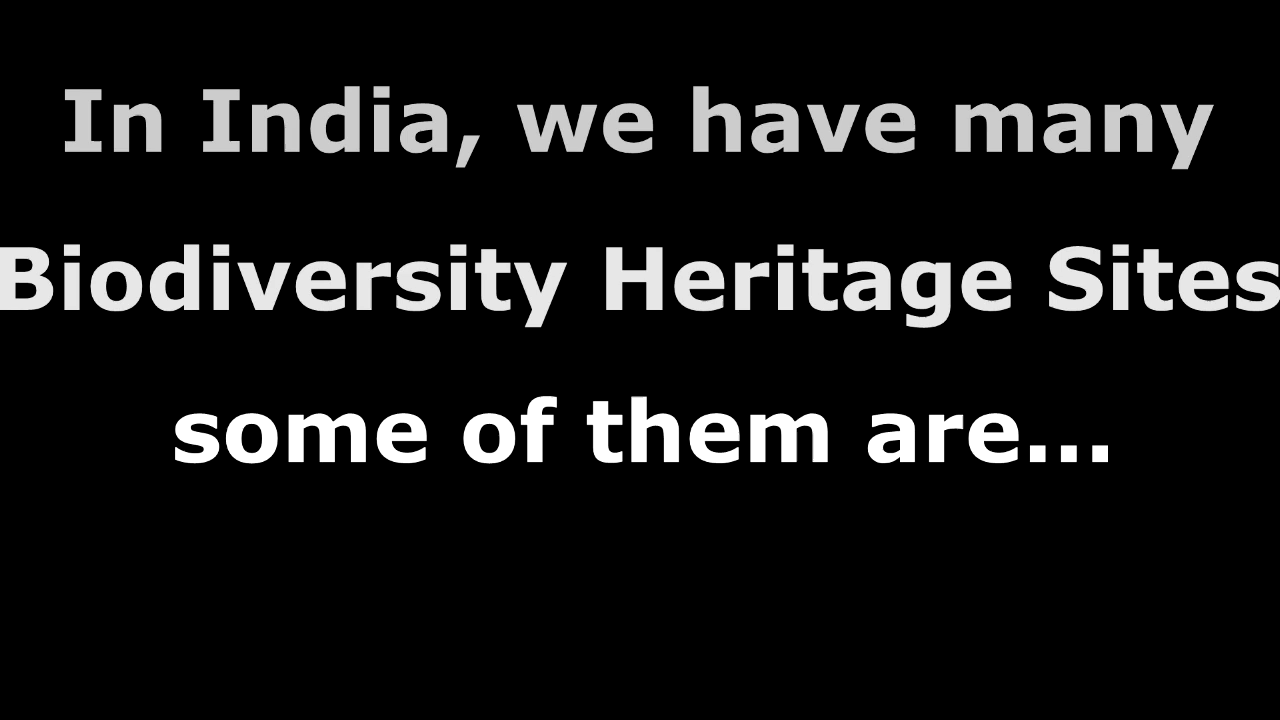 In India, we have many
Biodiversity Heritage Sites
some of them are...